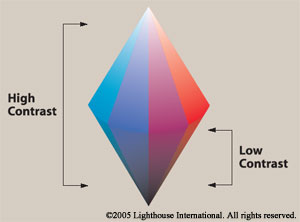 High
Contrast
Low
Contrast
©2005 Lighthouse International. All rights reserved.